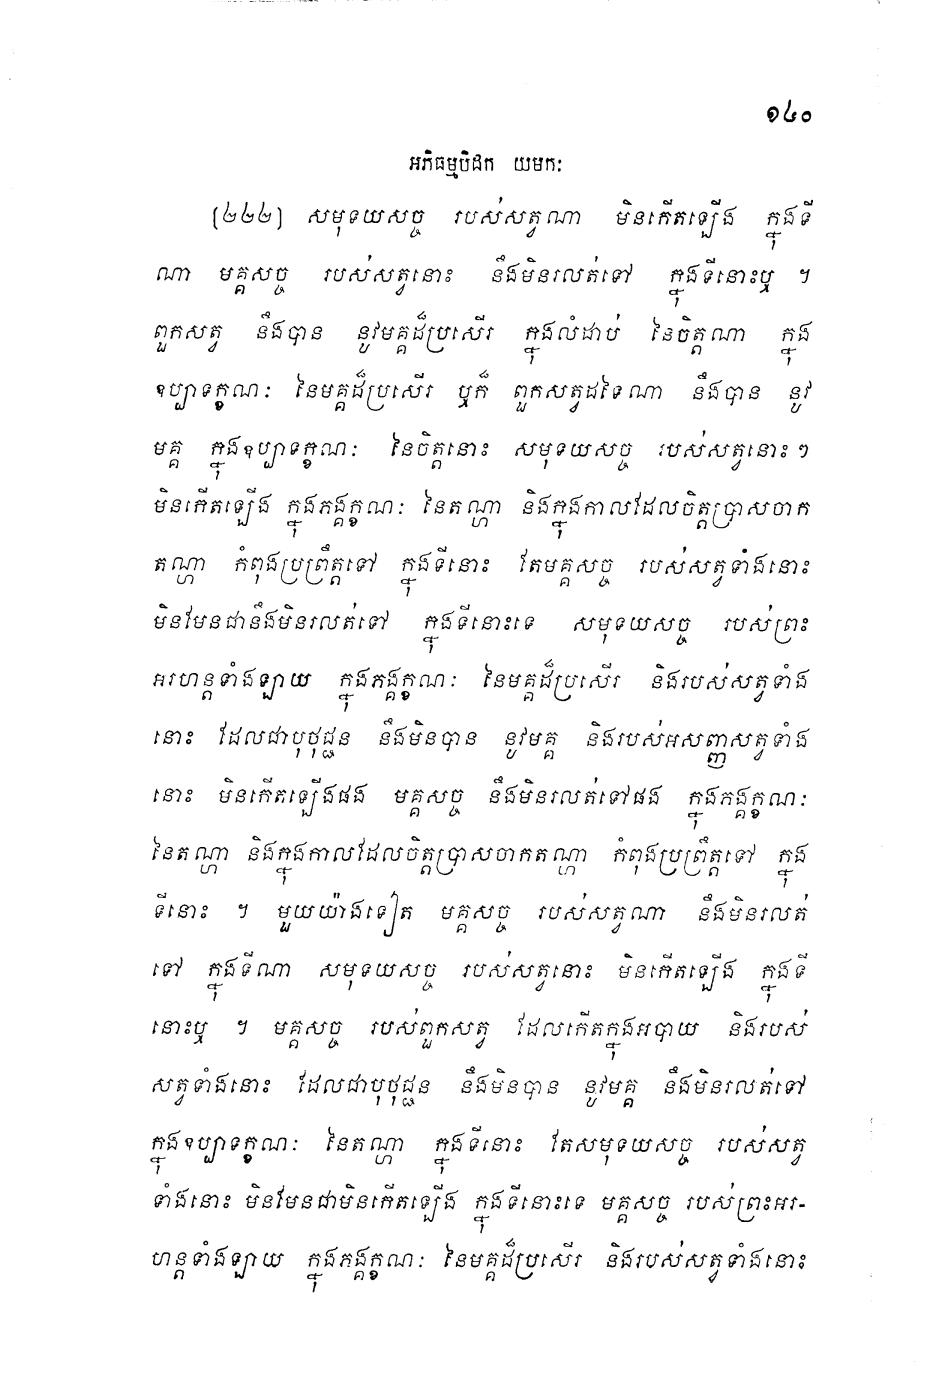 ១៤០
អភិធម្មបិដក យមកៈ
(២២២) សមុទយសច្ច របស់សត្វណា មិនកើតឡើង ក្នុងទី
ណា មគ្គសច្ច របស់សត្វនោះ នឹងមិនរលត់ទៅ ក្នុងទីនោះឬ ។
ពួកសត្វ នឹងបាន នូវមគ្គដ៏ប្រសើរ ក្នុងលំដាប់ នៃចិត្តណា ក្នុង
ឧប្បាទក្ខណៈ នៃមគ្គដ៏ប្រសើរ ឬក៏ ពួកសត្វដទៃណា នឹងបាន នូវ
មគ្គ ក្នុងឧប្បាទក្ខណៈ នៃចិត្តនោះ សមុទយសច្ច របស់សត្វនោះៗ
មិនកើតឡើង ក្នុងភង្គក្ខណៈ នៃតណ្ហា និងក្នុងកាលដែលចិត្តប្រាសចាក
តណ្ហា កំពុងប្រព្រឹត្តទៅ ក្នុងទីនោះ តែមគ្គសច្ច របស់សត្វទាំងនោះ
មិនមែនជានឹងមិនរលត់ទៅ ក្នុងទីនោះទេ សមុទយសច្ច របស់ព្រះ
អរហន្តទាំងឡាយ ក្នុងភង្គក្ខណៈ នៃមគ្គដ៏ប្រសើរ និងរបស់សត្វទាំង
នោះ ដែលជាបុថុជ្ជន នឹងមិនបាន នូវមគ្គ និងរបស់អសញ្ញសត្វទាំង
នោះ មិនកើតឡើងផង មគ្គសច្ច នឹងមិនរលត់ទៅផង ក្នុងភង្គក្ខណៈ
នៃតណ្ហា និងក្នុងកាលដែលចិត្តប្រាសចាកតណ្ហា កំពុងប្រព្រឹត្តទៅ ក្នុង
ទីនោះ ។ មួយយ៉ាងទៀត មគ្គសច្ច របស់សត្វណា នឹងមិនរលត់
ទៅ ក្នុងទីណា សមុទយសច្ច របស់សត្វនោះ មិនកើតឡើង ក្នុងទី
នោះឬ ។ មគ្គសច្ច របស់ពួកសត្វ ដែលកើតក្នុងអបាយ និងរបស់
សត្វទាំងនោះ ដែលជាបុថុជ្ជន នឹងមិនបាន នូវមគ្គ នឹងមិនរលត់ទៅ
ក្នុងឧប្បាទក្ខណៈ នៃតណ្ហា ក្នុងទីនោះ តែសមុទយសច្ច របស់សត្វ
ទាំងនោះ មិនមែនជាមិនកើតឡើង ក្នុងទីនោះទេ មគ្គសច្ច របស់ព្រះអរ-
ហន្តទាំងឡាយ ក្នុងភង្គក្ខណៈ នៃមគ្គដ៏ប្រសើរ និងរបស់សត្វទាំងនោះ